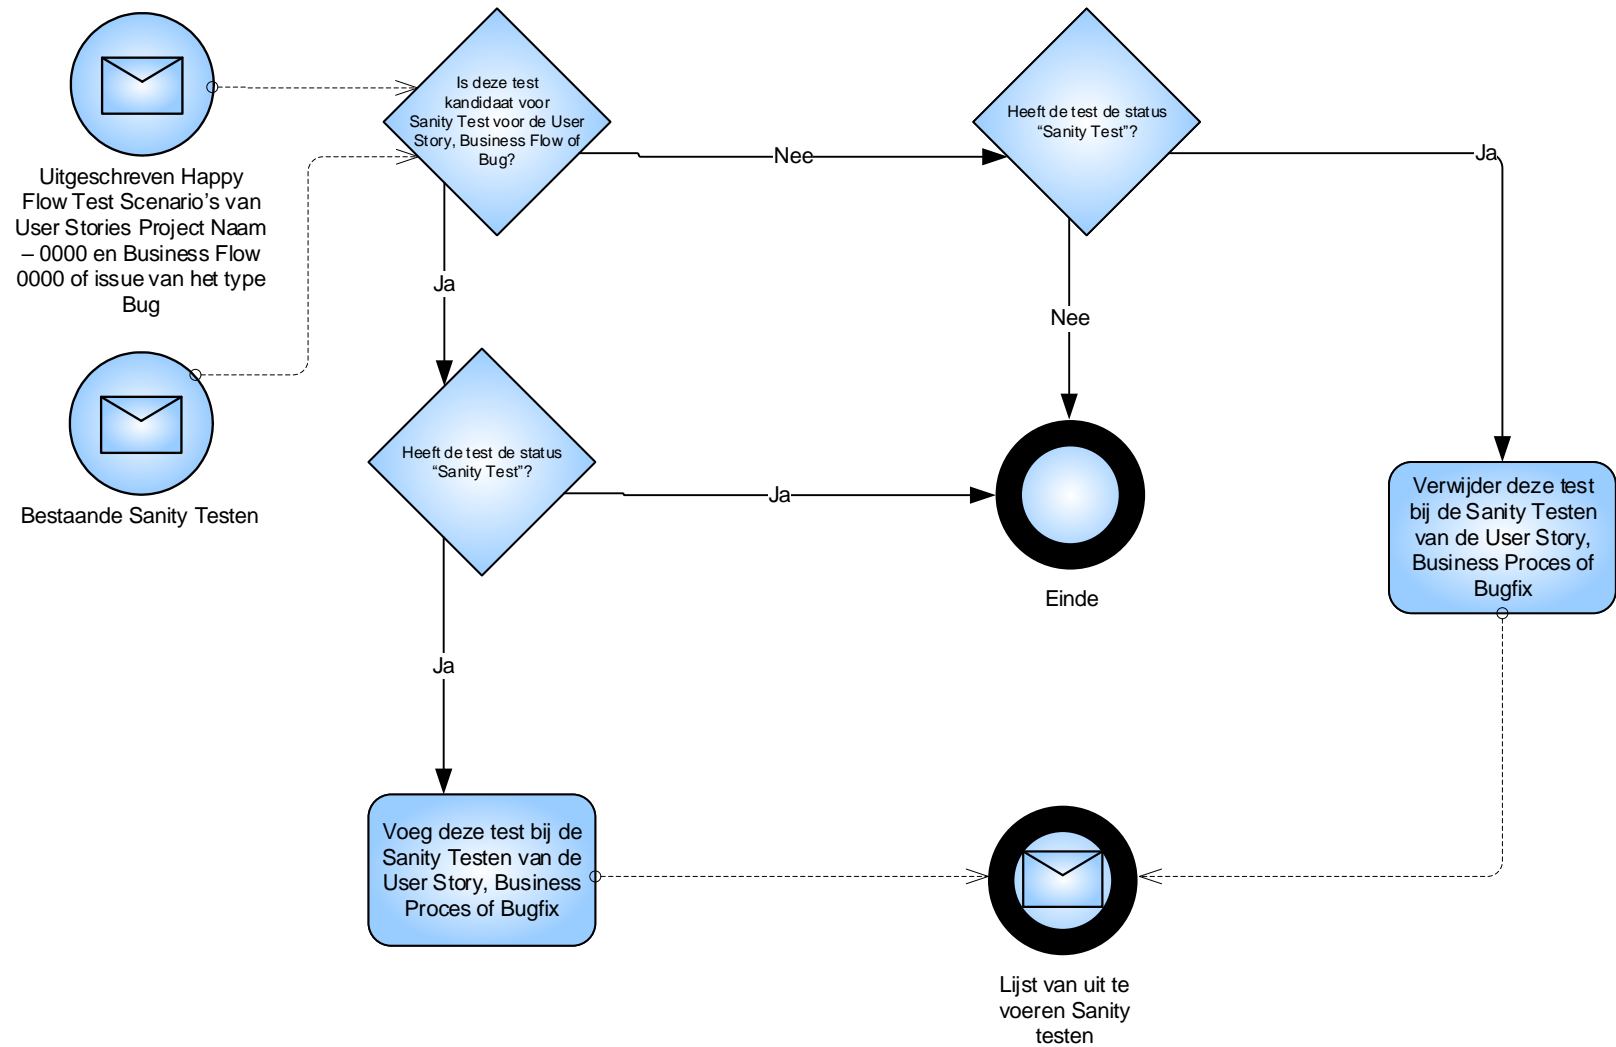 Uitgeschreven Happy
Flow Test Scenario's van
User Stories Project Naam
– 0000 en Business Flow
0000 of issue van het type
Bug
Bestaande Sanity Testen
Is deze test
kandidaat voor
Sanity Test voor de User
Story, Business Flow of
Bug?
Nee
Heeft de test de status
“Sanity Test”?
Ja
Ja
Nee
Heeft de test de status
“Sanity Test”?
Ja
Einde
Verwijder deze test
bij de Sanity Testen
van de User Story,
Business Proces of
Bugfix
Ja
Voeg deze test bij de
Sanity Testen van de
User Story, Business
Proces of Bugfix
Lijst van uit te
voeren Sanity
testen